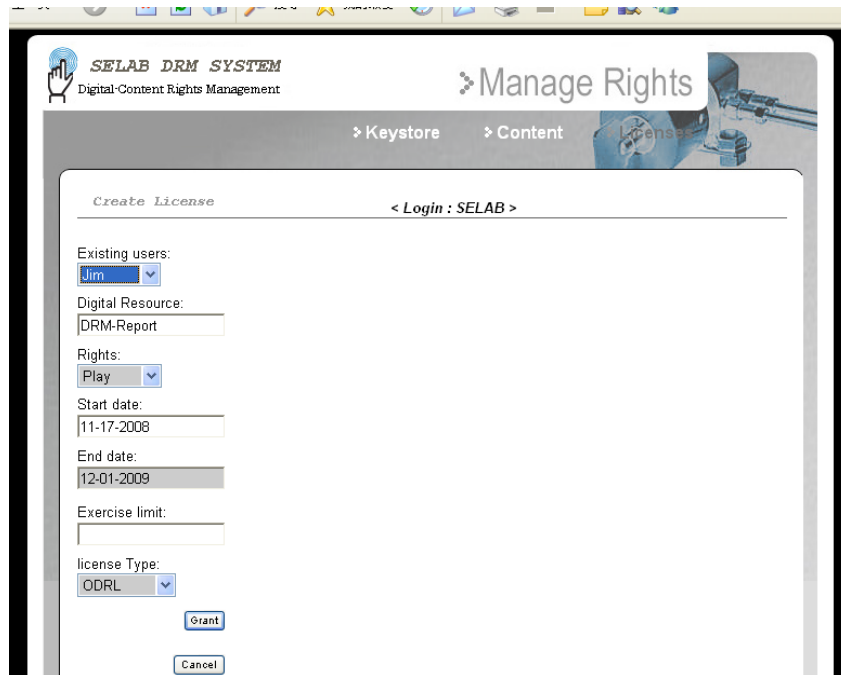 SELAB DRM SYSTEM
Digital-Content Rights Management
Manage Rights
Keystore
Content
Licenses
Create License
< Login : SELAB >
Existing users:
Jim
Digital Resource:
DRM-Report
Rights:
Play
Start date:
11-17-2008
End date:
12-01-2009
Exercise limit:
license Type:
ODRL
Grant
Cancel